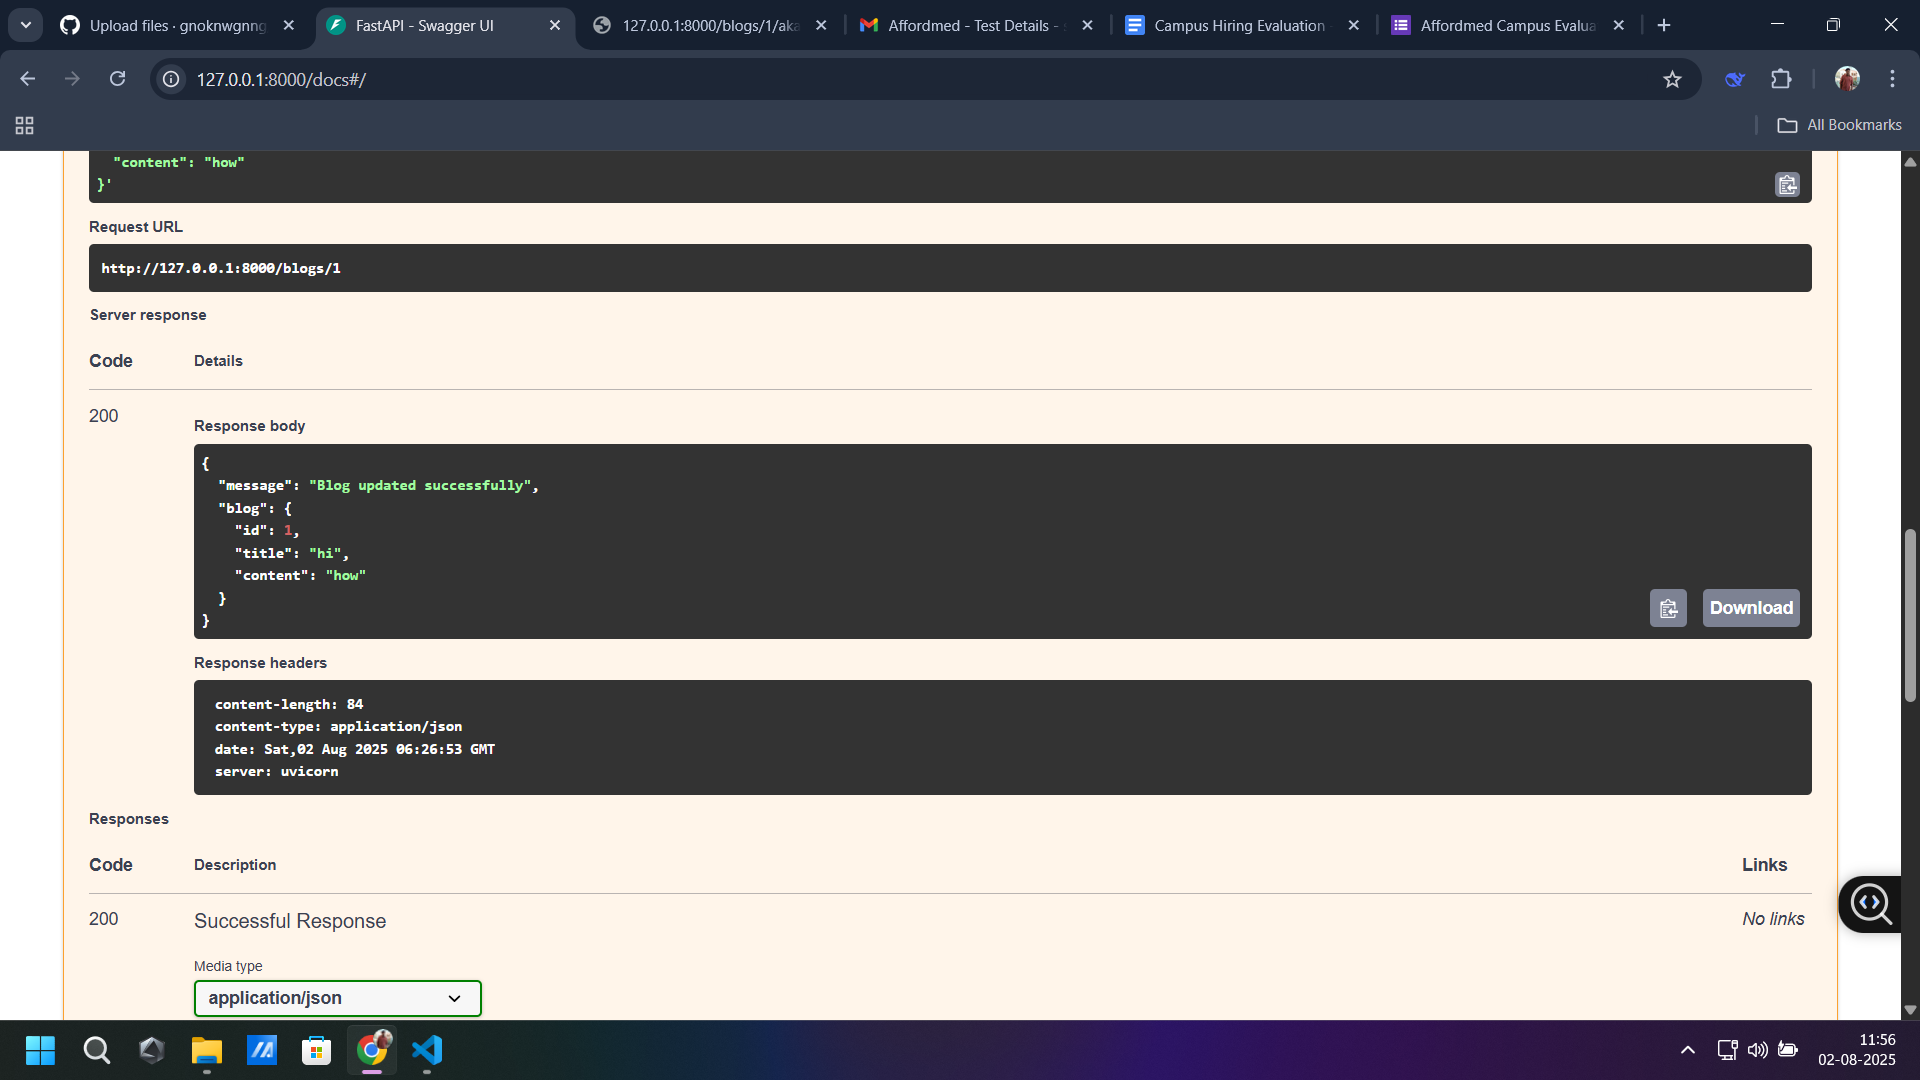 Upload files · gnoknwgnng
FastAPI - Swagger UI
127.0.0.1:8000/blogs/1/aka
Affordmed - Test Details -
Campus Hiring Evaluation
Affordmed Campus Evalua
127.0.0.1:8000/docs#/
All Bookmarks
"content": "how"
}'
Request URL
http://127.0.0.1:8000/blogs/1
Server response
Code Details
200
Response body
{
"message": "Blog updated successfully",
"blog": {
"id": 1,
"title": "hi",
"content": "how"
}
}
Download
Response headers
content-length: 84
content-type: application/json
date: Sat,02 Aug 2025 06:26:53 GMT
server: uvicorn
Responses
Code Description Links
200 Successful Response No links
Media type
application/json
11:56
02-08-2025